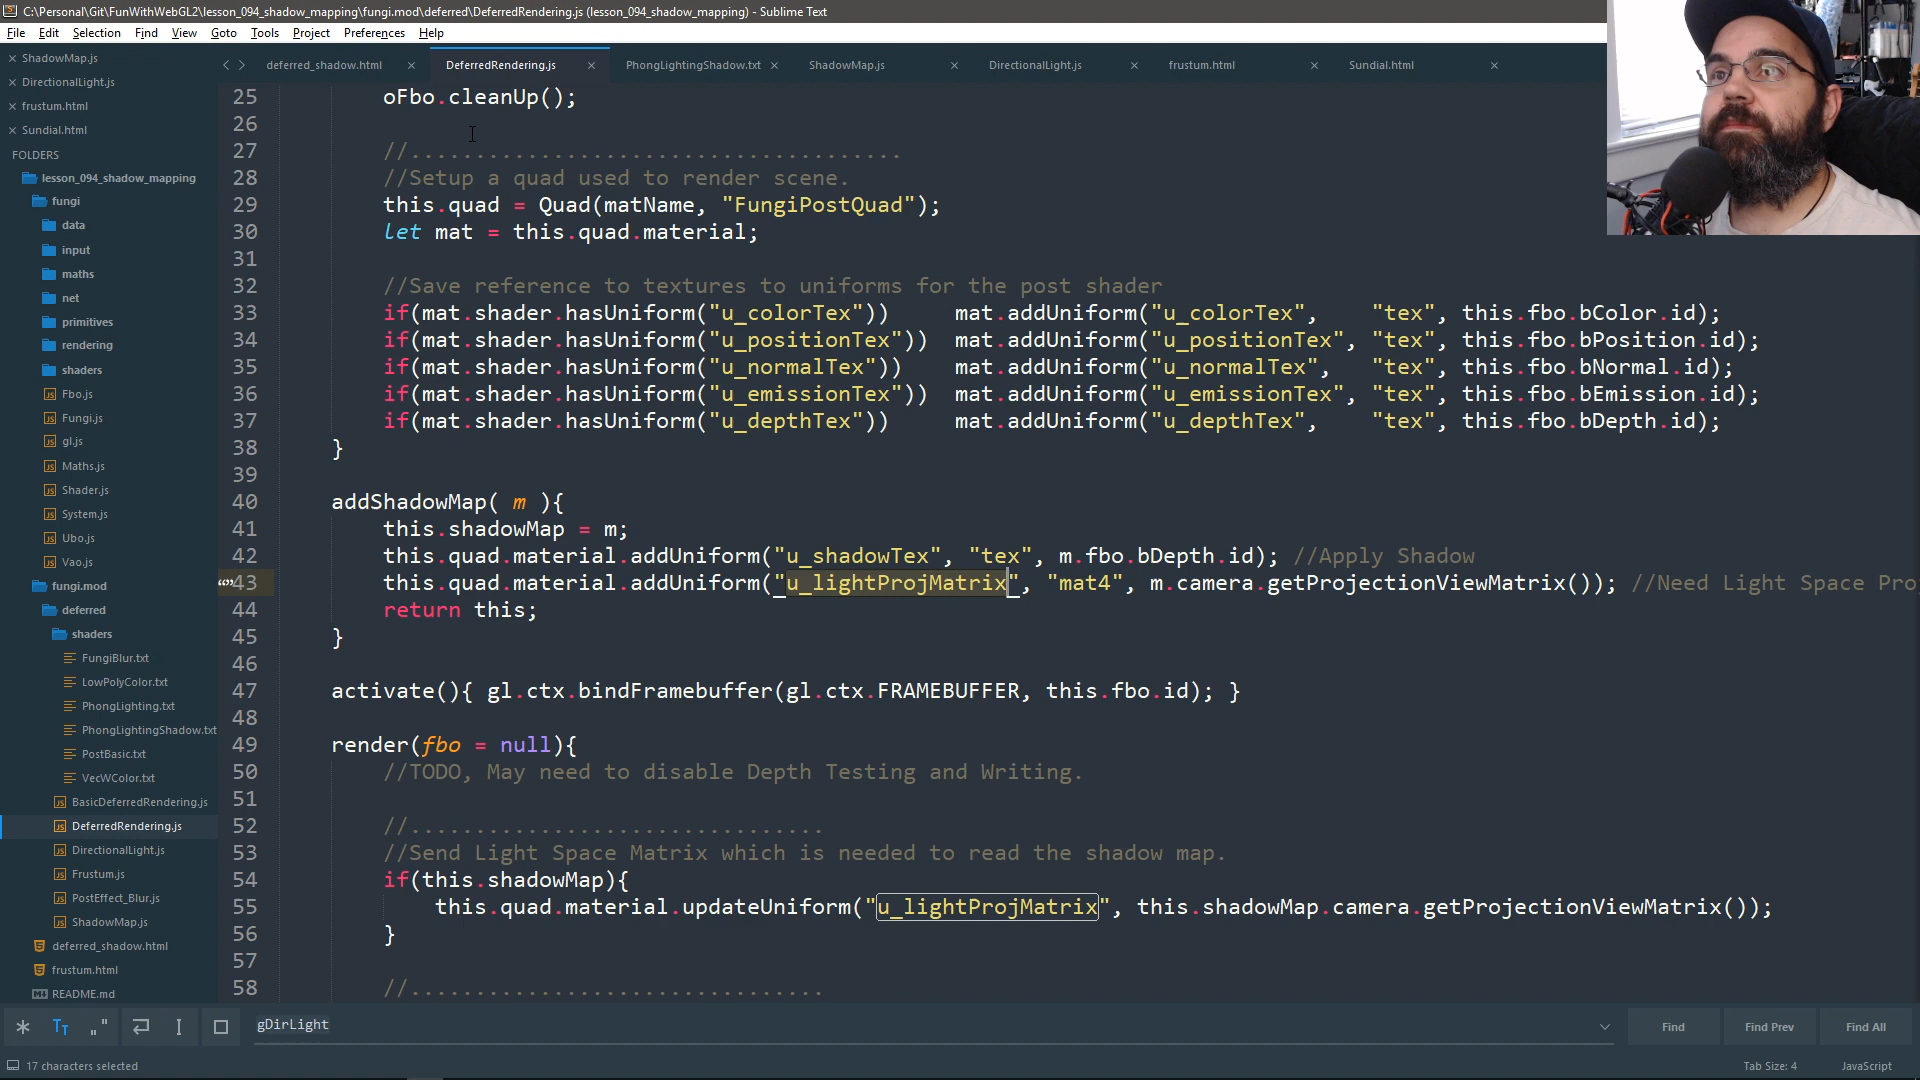 C:\Personal\Git\FunWithWebGL2\lesson_094_shadow_mapping\fungi.mod\deferred\DeferredRendering.js (lesson_094_shadow_mapping) - Sublime Text
File Edit Selection Find View Goto Tools Project Preferences Help
ShadowMap.js
DirectionalLight.js
frustum.html
Sundial.html
FOLDERS
lesson_094_shadow_mapping
fungi
data
input
maths
net
primitives
rendering
shaders
Fbo.js
Fungi.js
gl.js
Maths.js
Shader.js
System.js
Ubo.js
Vao.js
fungi.mod
deferred
shaders
FungiBlur.txt
LowPolyColor.txt
PhongLighting.txt
PhongLightingShadow.txt
PostBasic.txt
VecWColor.txt
BasicDeferredRendering.js
DeferredRendering.js
DirectionalLight.js
Frustum.js
PostEffect_Blur.js
ShadowMap.js
deferred_shadow.html
frustum.html
README.md
deferred_shadow.html DeferredRendering.js PhongLightingShadow.txt ShadowMap.js DirectionalLight.js frustum.html Sundial.html
25 oFbo.cleanUp();
26
27 //......................................
28 //Setup a quad used to render scene.
29 this.quad = Quad(matName, "FungiPostQuad");
30 let mat = this.quad.material;
31
32 //Save reference to textures to uniforms for the post shader
33 if(mat.shader.hasUniform("u_colorTex")) mat.addUniform("u_colorTex", "tex", this.fbo.bColor.id);
34 if(mat.shader.hasUniform("u_positionTex")) mat.addUniform("u_positionTex", "tex", this.fbo.bPosition.id);
35 if(mat.shader.hasUniform("u_normalTex")) mat.addUniform("u_normalTex", "tex", this.fbo.bNormal.id);
36 if(mat.shader.hasUniform("u_emissionTex")) mat.addUniform("u_emissionTex", "tex", this.fbo.bEmission.id);
37 if(mat.shader.hasUniform("u_depthTex")) mat.addUniform("u_depthTex", "tex", this.fbo.bDepth.id);
38 }
39
40 addShadowMap( m ){
41 this.shadowMap = m;
42 this.quad.material.addUniform("u_shadowTex", "tex", m.fbo.bDepth.id); //Apply Shadow
43 this.quad.material.addUniform("u_lightProjMatrix", "mat4", m.camera.getProjectionViewMatrix()); //Need Light Space Pro
44 return this;
45 }
46
47 activate(){ gl.ctx.bindFramebuffer(gl.ctx.FRAMEBUFFER, this.fbo.id); }
48
49 render(fbo = null){
50 //TODO, May need to disable Depth Testing and Writing.
51
52 //................................
53 //Send Light Space Matrix which is needed to read the shadow map.
54 if(this.shadowMap){
55 this.quad.material.updateUniform("u_lightProjMatrix", this.shadowMap.camera.getProjectionViewMatrix());
56 }
57
58 //................................
gDirLight
Find Find Prev Find All
17 characters selected
Tab Size: 4 JavaScript